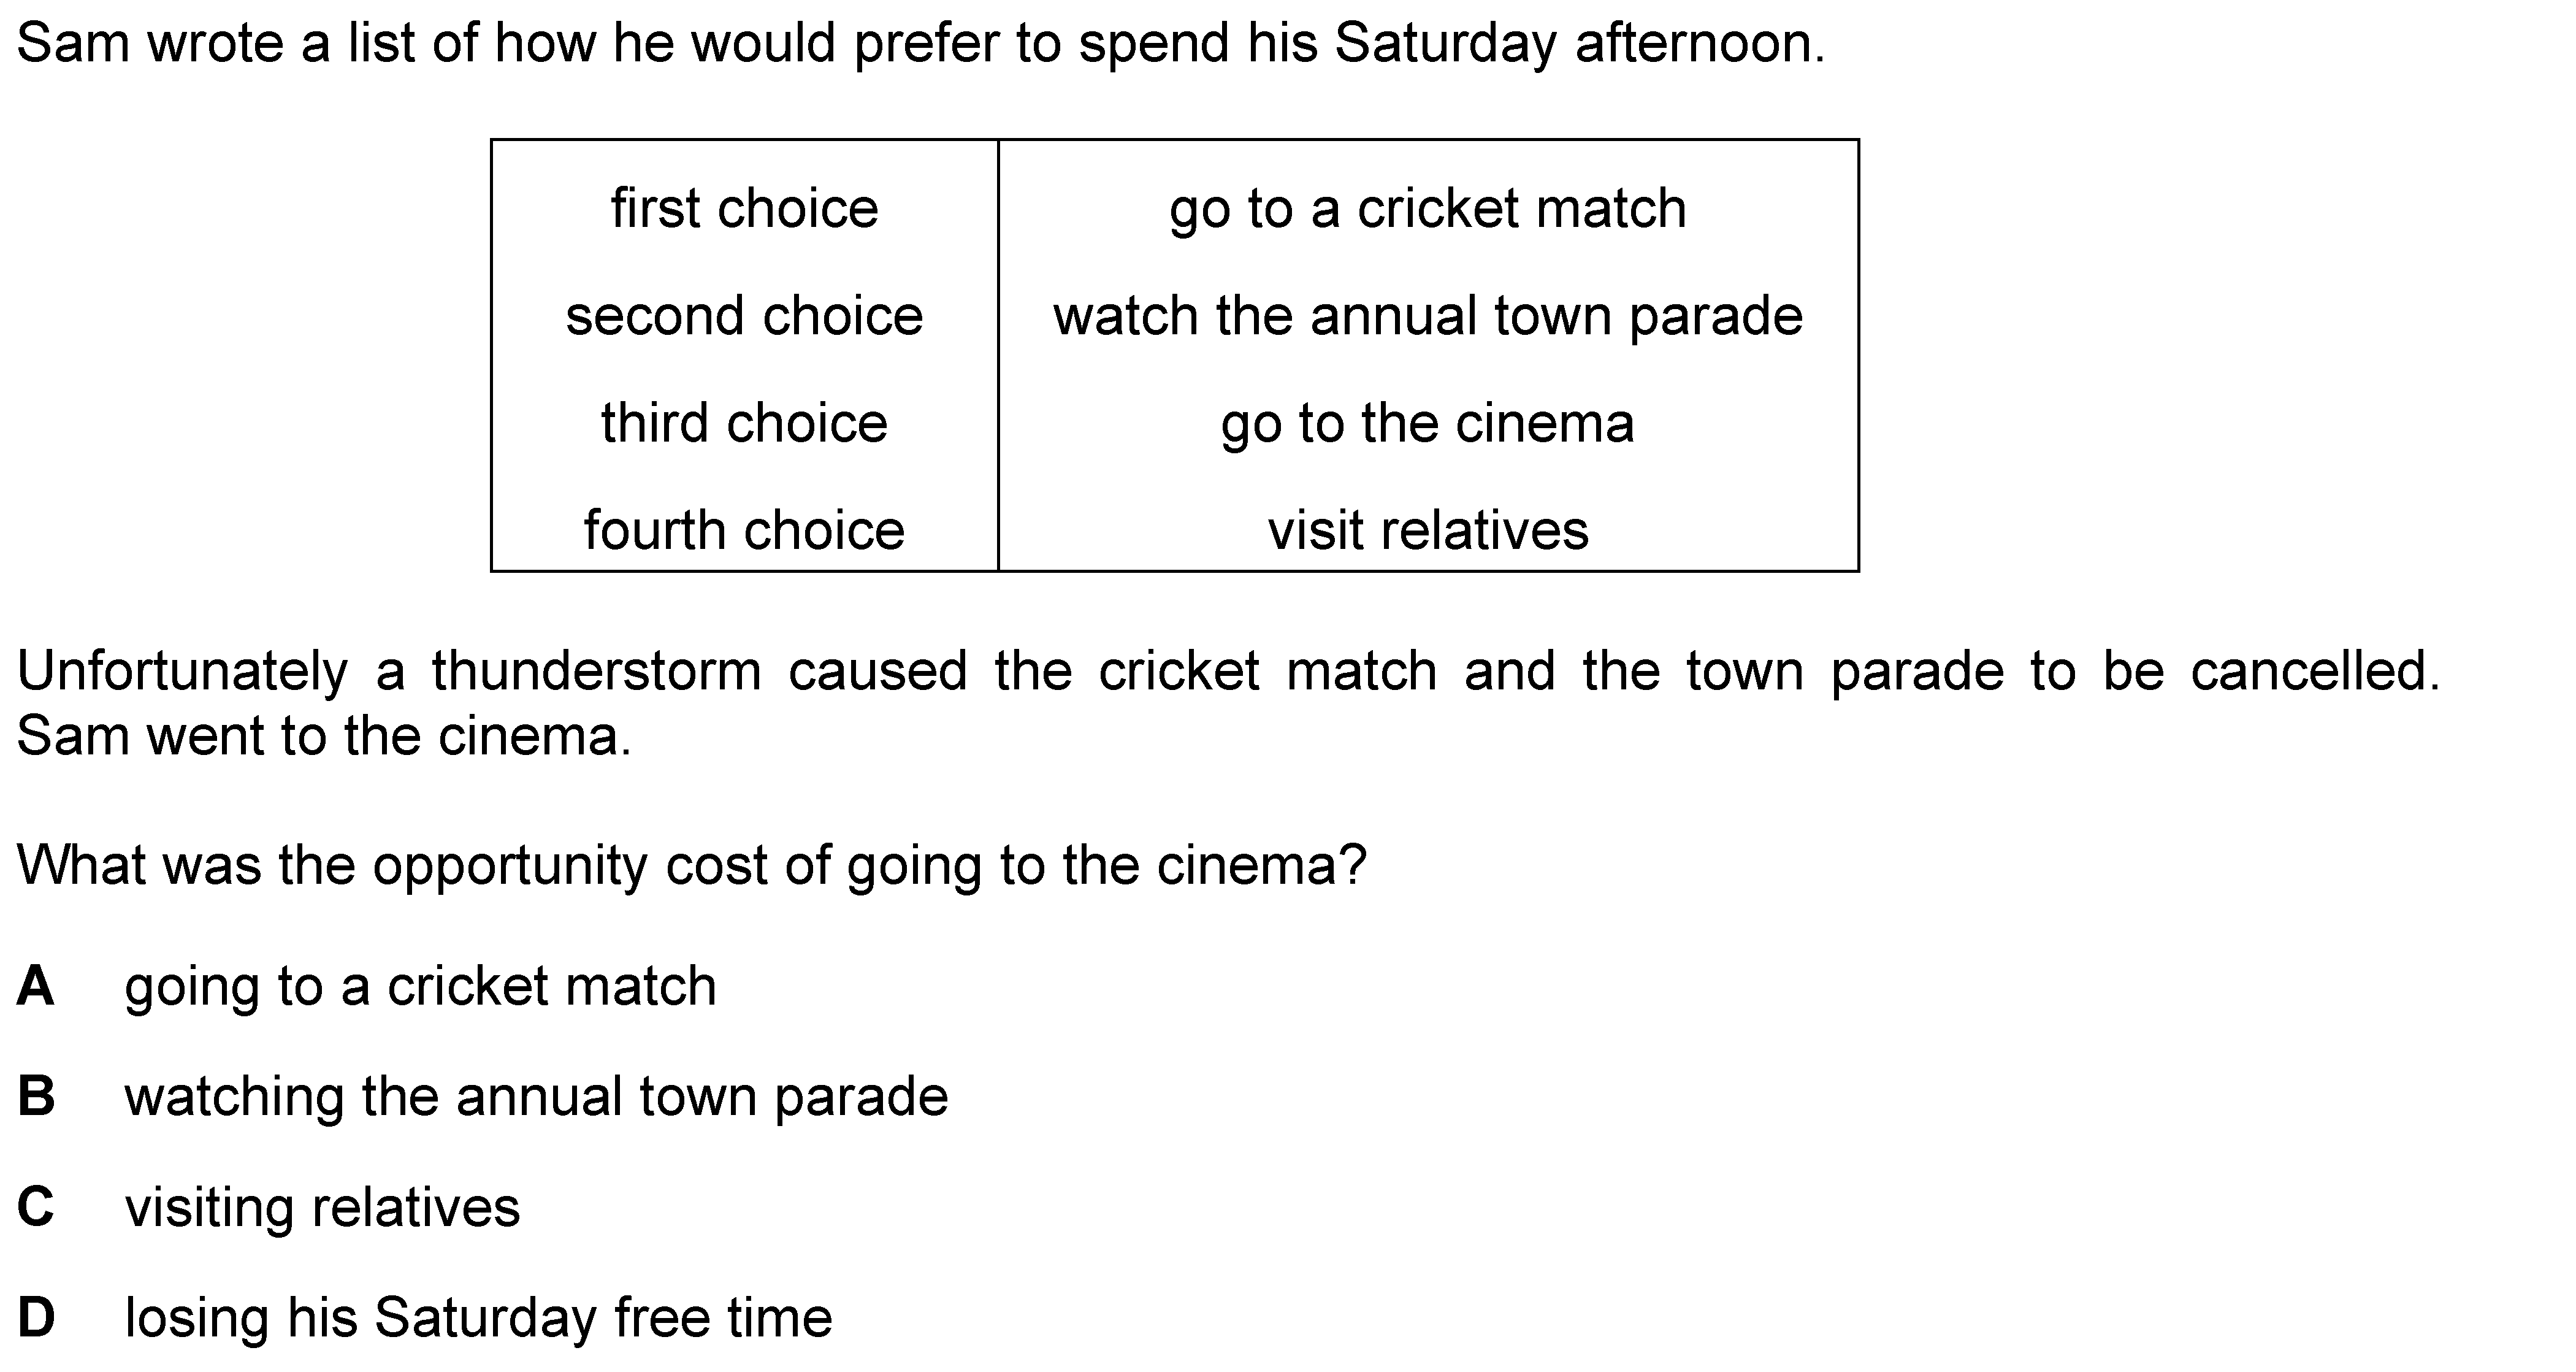 Sam wrote a list of how he would prefer to spend his Saturday afternoon.
first choice go to a cricket match
second choice watch the annual town parade
third choice go to the cinema
fourth choice visit relatives
Unfortunately a thunderstorm caused the cricket match and the town parade to be cancelled.
Sam went to the cinema.
What was the opportunity cost of going to the cinema?
A going to a cricket match
B watching the annual town parade
C visiting relatives
D losing his Saturday free time